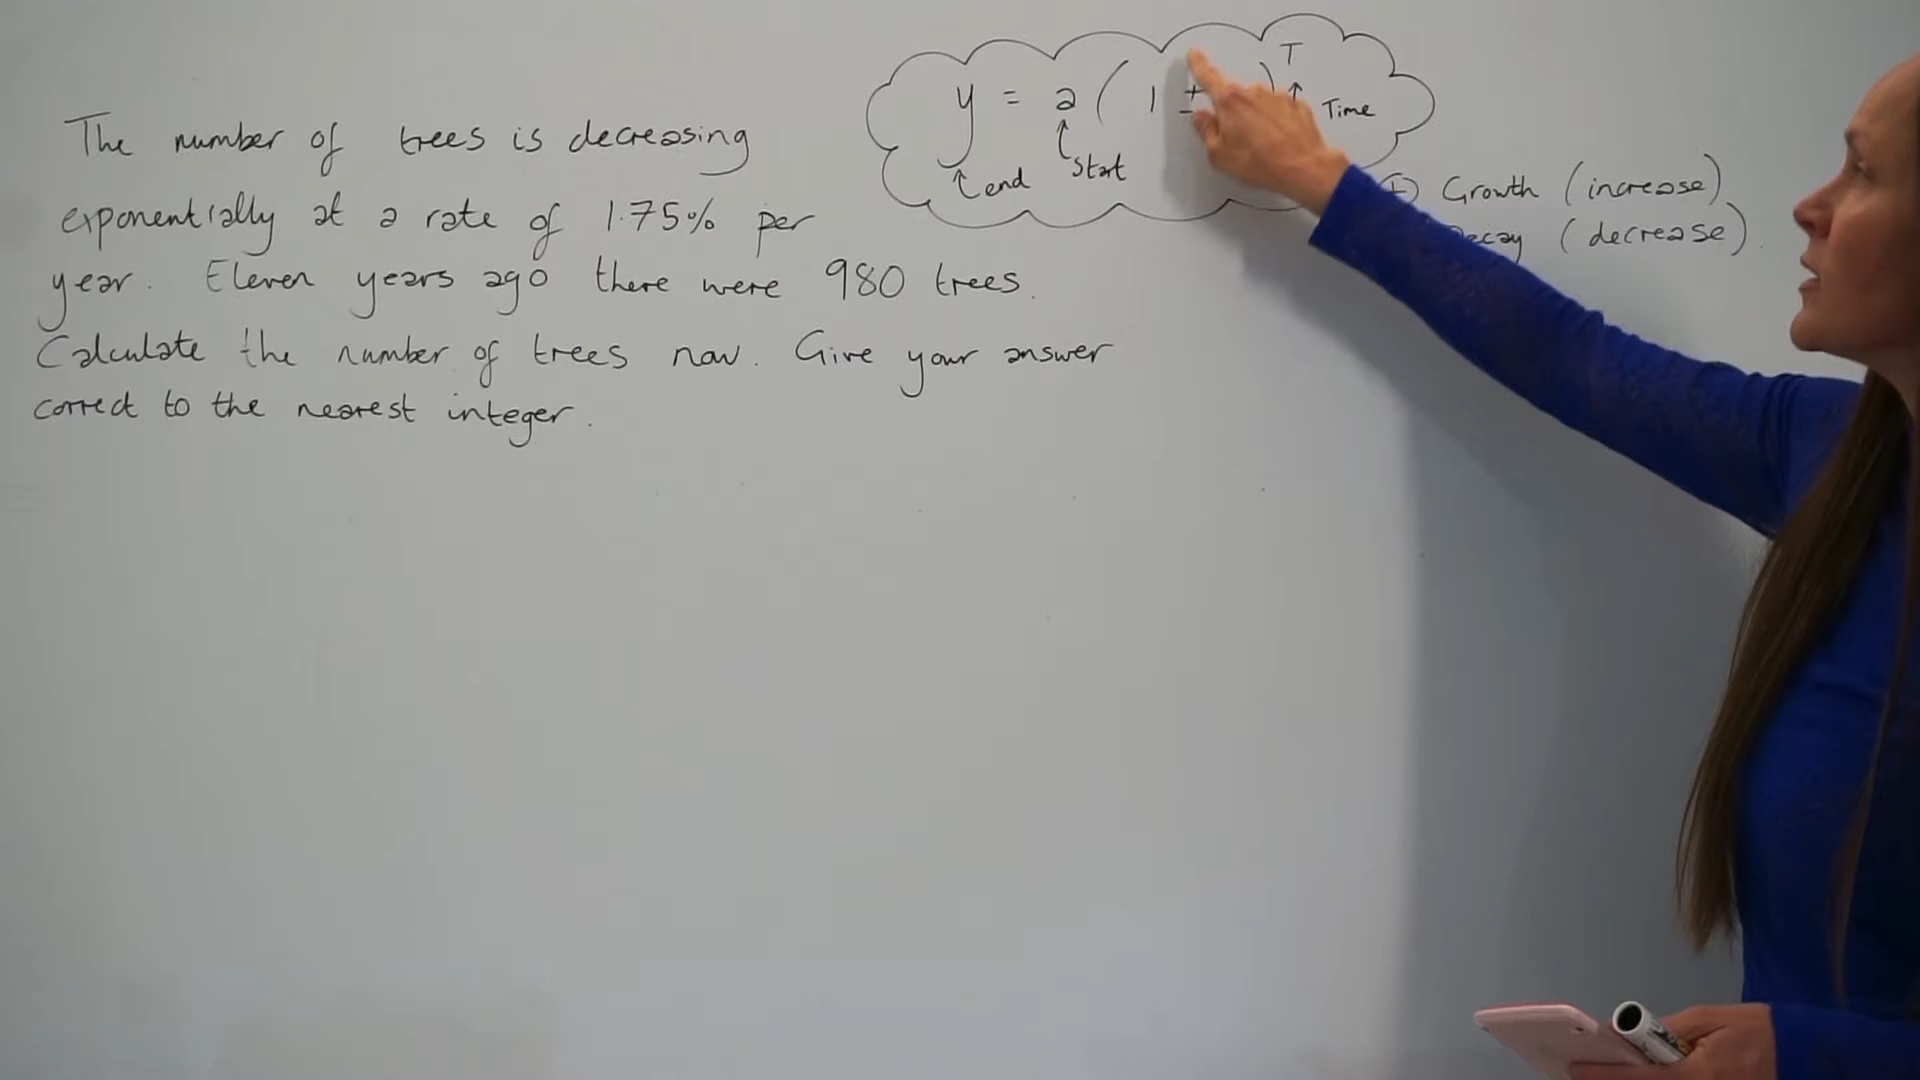 The number of trees is decreasing
exponentially at a rate of 1.75% per
year. Eleven years ago there were 980 trees.
Calculate the number of trees now. Give your answer
correct to the nearest integer.
y = a ( 1 ± ) T
end
Start
Time
Growth (increase)
(decrease).